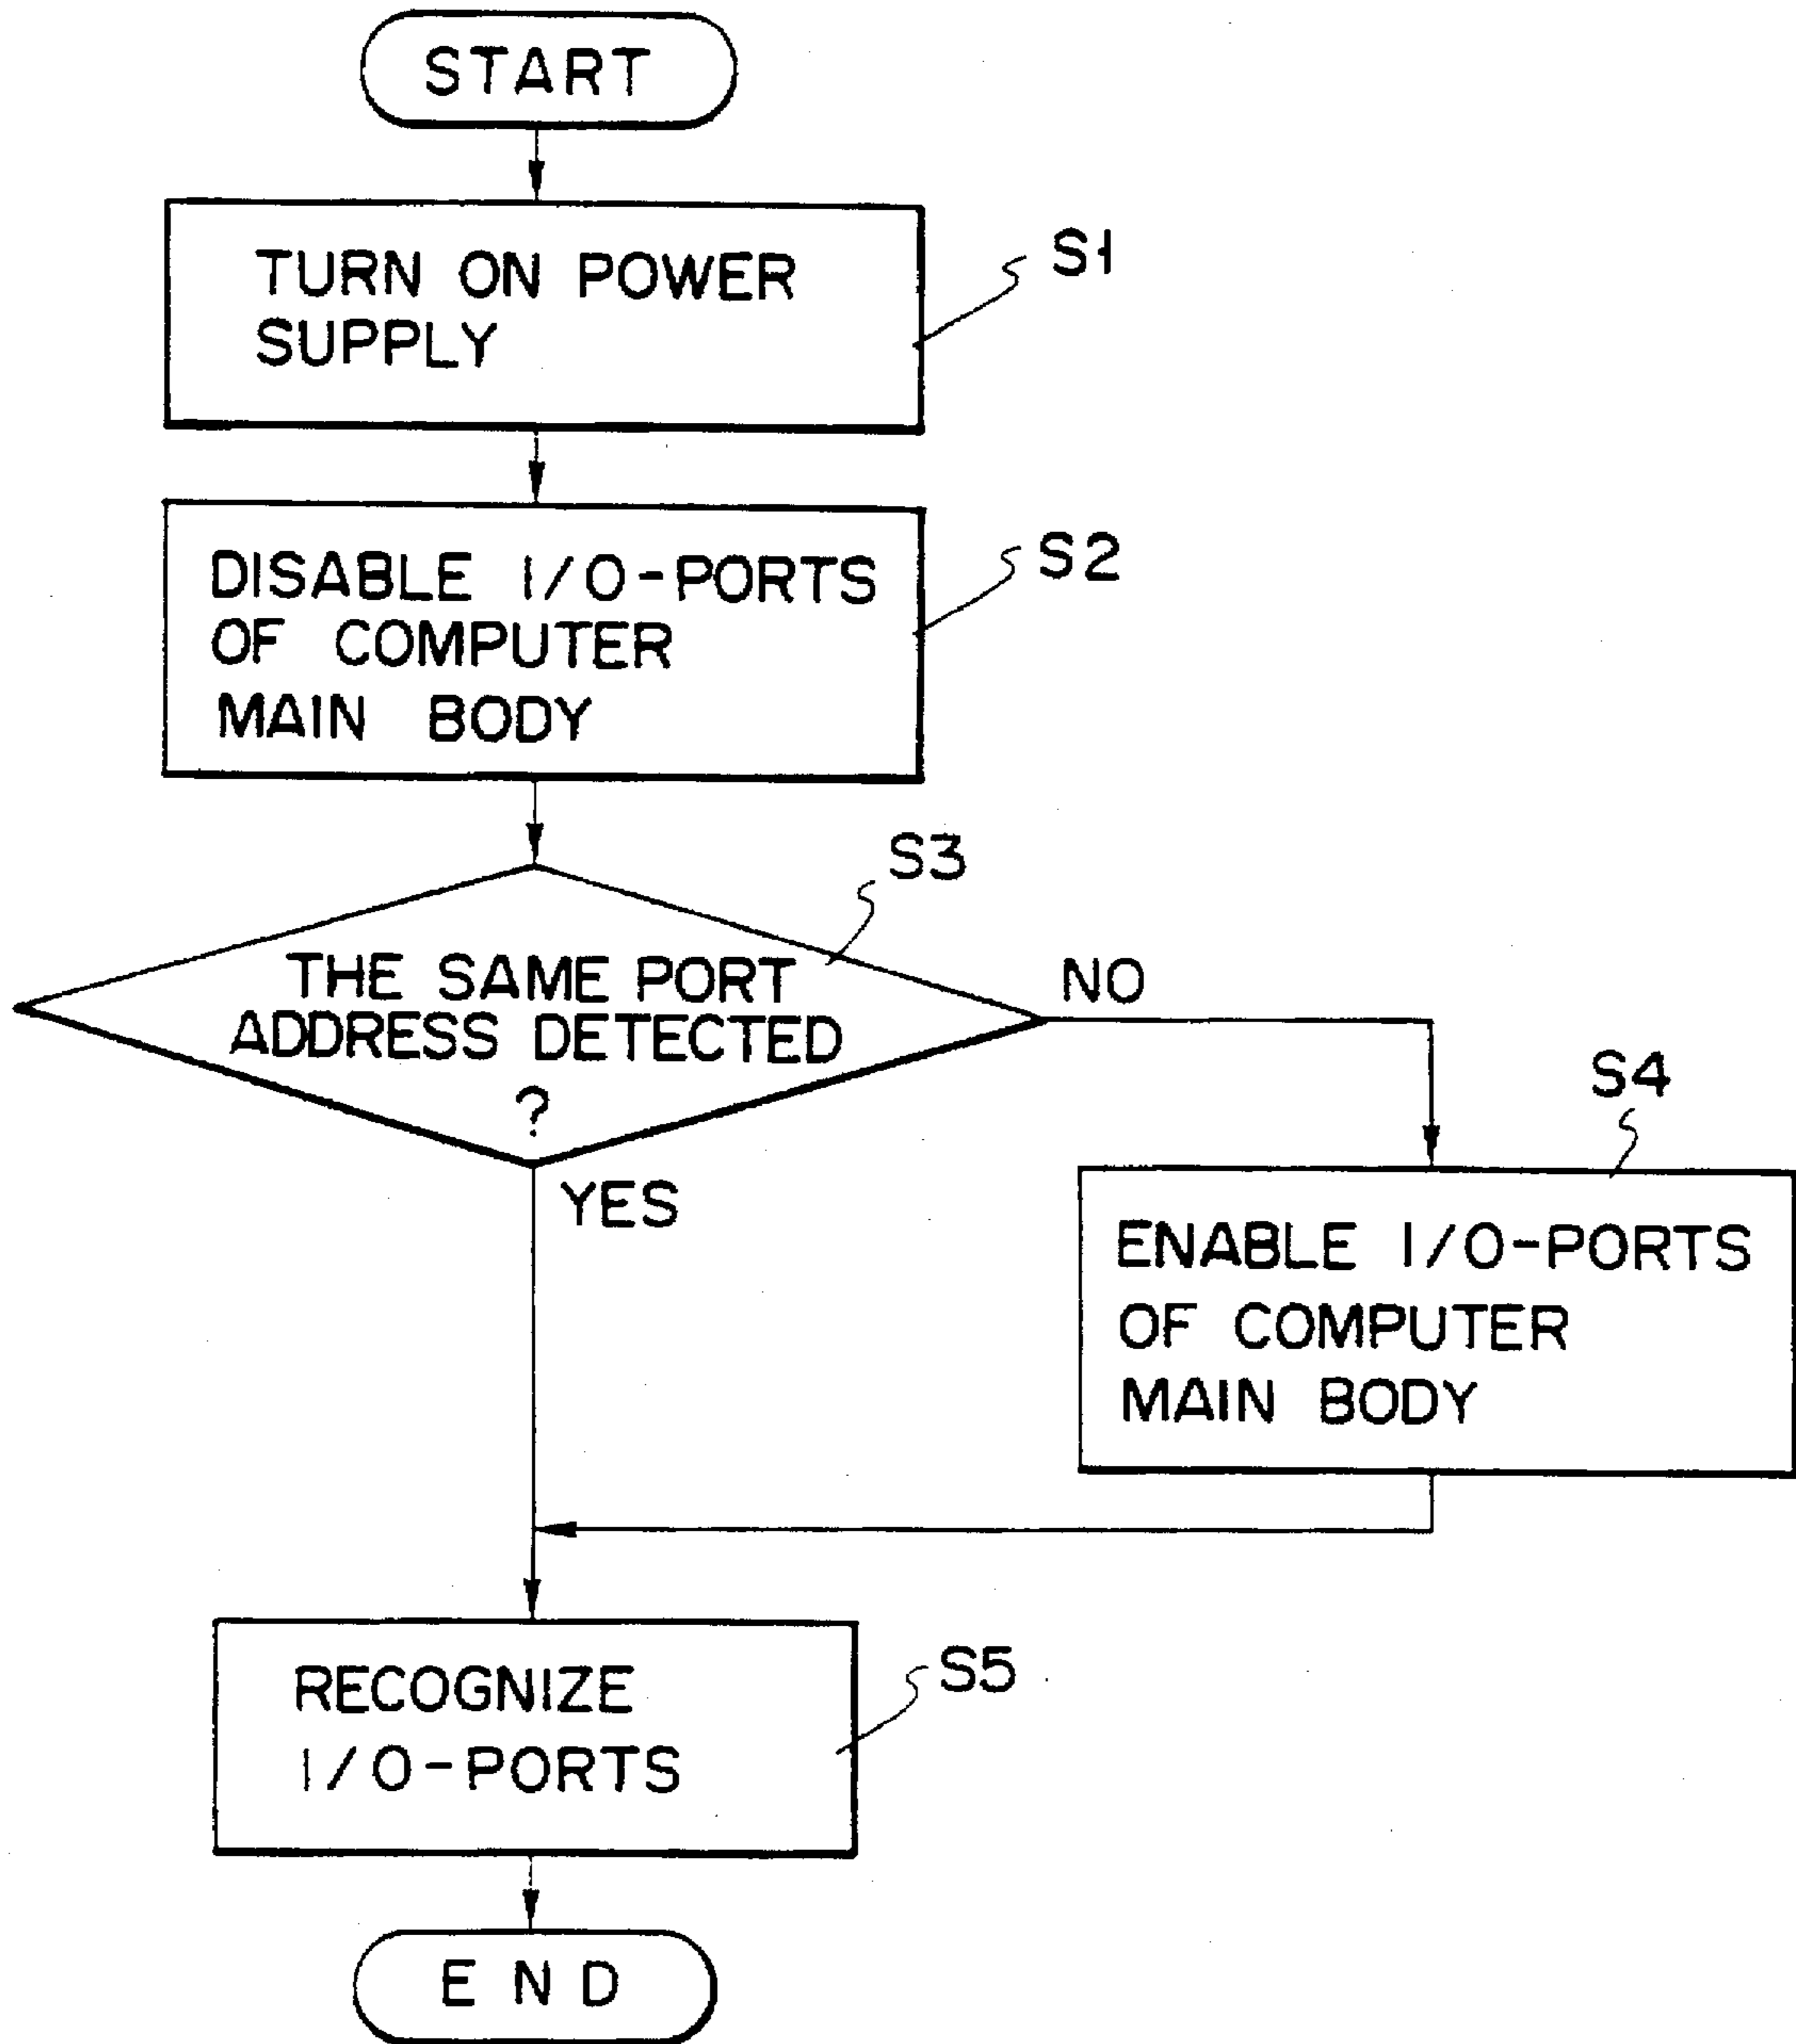 START
TURN ON POWER
SUPPLY
S1
DISABLE I/O-PORTS
OF COMPUTER
MAIN BODY
S2
S3
THE SAME PORT
ADDRESS DETECTED
?
NO
YES
S4
ENABLE I/O-PORTS
OF COMPUTER
MAIN BODY
RECOGNIZE
I/O-PORTS
S5
END